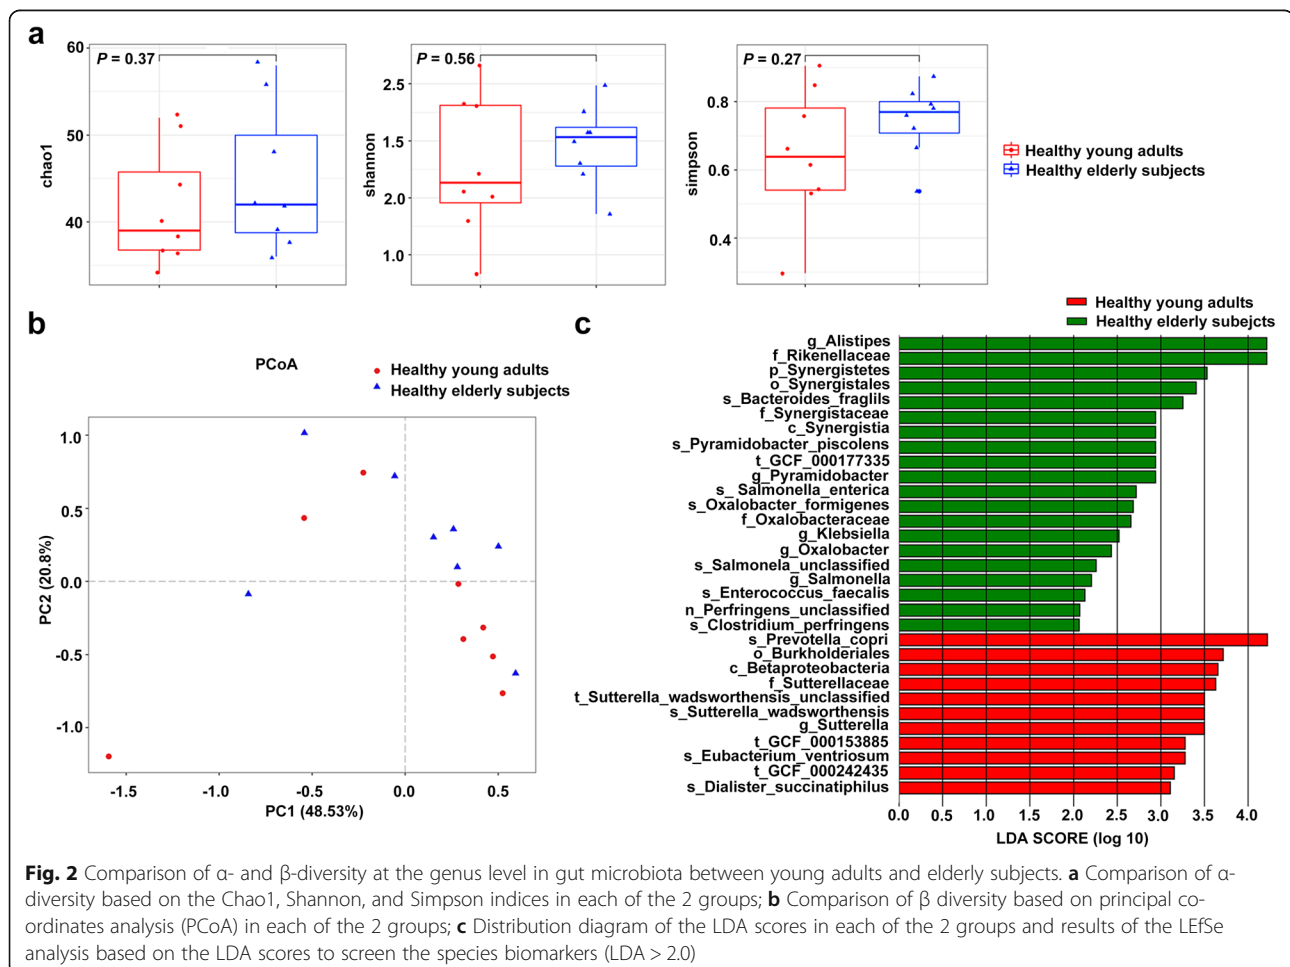 a
60
50
40
chao1
P = 0.37
2.5
1.5
2.0
1.0
shannon
P = 0.56
0.8
0.6
0.4
simpson
P = 0.27
Healthy young adults
Healthy elderly subjects
b
PCoA
Healthy young adults
Healthy elderly subjects
1.0
0.5
0.0
-0.5
-1.0
PC2 (20.8%)
-1.5
-1.0
-0.5
0.0
0.5
PC1 (48.53%)
c
Healthy young adults
Healthy elderly subejcts
g_Alistipes
f_Rikenellaceae
p_Synergistetes
o_Synergistales
s_Bacteroides_fraglils
f_Synergistaceae
c_Synergistia
s_Pyramidobacter_piscolens
t_GCF_000177335
g_Pyramidobacter
s_Salmonella_enterica
s_Oxalobacter_formigenes
f_Oxalobacteraceae
g_Klebsiella
g_Oxalobacter
s_Salmonela_unclassified
g_Salmonella
s_Enterococcus_faecalis
n_Perfringens_unclassified
s_Clostridium_perfringens
s_Prevotella_copri
o_Burkholderiales
c_Betaproteobacteria
f_Sutterellaceae
t_Sutterella_wadsworthensis_unclassified
s_Sutterella_wadsworthensis
g_Sutterella
t_GCF_000153885
s_Eubacterium_ventriosum
t_GCF_000242435
s_Dialister_succinatiphilus
0.0 0.5 1.0 1.5 2.0 2.5 3.0 3.5 4.0
LDA SCORE (log 10)
Fig. 2 Comparison of α- and β-diversity at the genus level in gut microbiota between young adults and elderly subjects. a Comparison of α-
diversity based on the Chao1, Shannon, and Simpson indices in each of the 2 groups; b Comparison of β diversity based on principal co-
ordinates analysis (PCoA) in each of the 2 groups; c Distribution diagram of the LDA scores in each of the 2 groups and results of the LEfSe
analysis based on the LDA scores to screen the species biomarkers (LDA > 2.0)